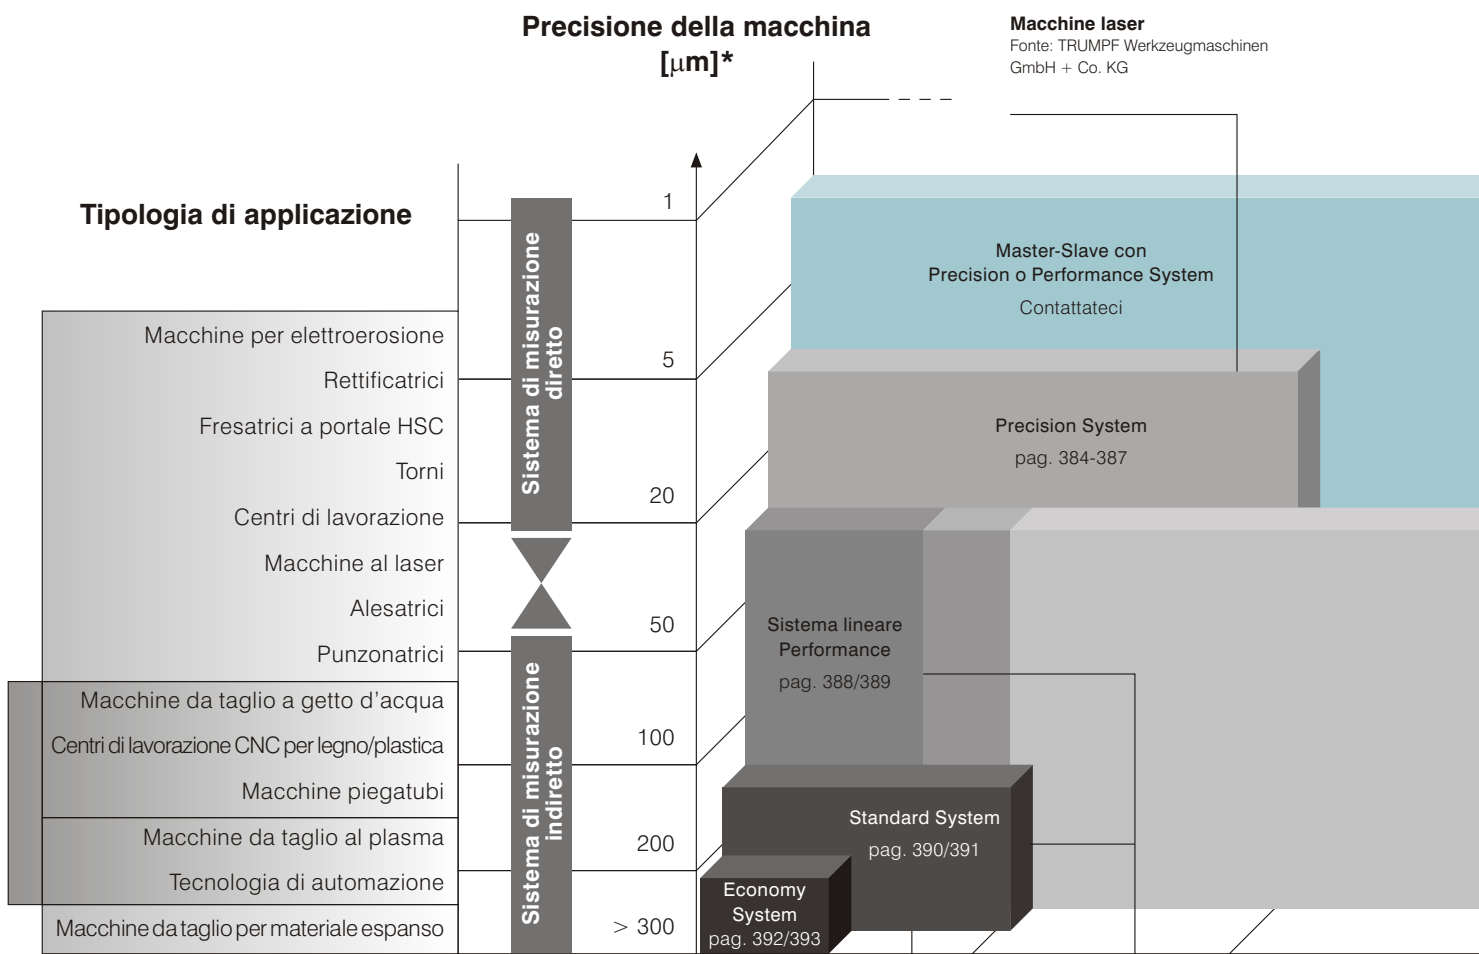 Precisione della macchina
[µm]*
Macchine laser
Fonte: TRUMPF Werkzeugmaschinen
GmbH + Co. KG
Tipologia di applicazione
Macchine per elettroerosione
Rettificatrici
Fresatrici a portale HSC
Torni
Centri di lavorazione
Macchine al laser
Alesatrici
Punzonatrici
Macchine da taglio a getto d'acqua
Centri di lavorazione CNC per legno/plastica
Macchine piegatubi
Macchine da taglio al plasma
Tecnologia di automazione
Macchine da taglio per materiale espanso
Sistema di misurazione
diretto
Sistema di misurazione
indiretto
1
5
20
50
100
200
> 300
Master-Slave con
Precision o Performance System
Contattateci
Precision System
pag. 384-387
Sistema lineare
Performance
pag. 388/389
Standard System
pag. 390/391
Economy
System
pag. 392/393